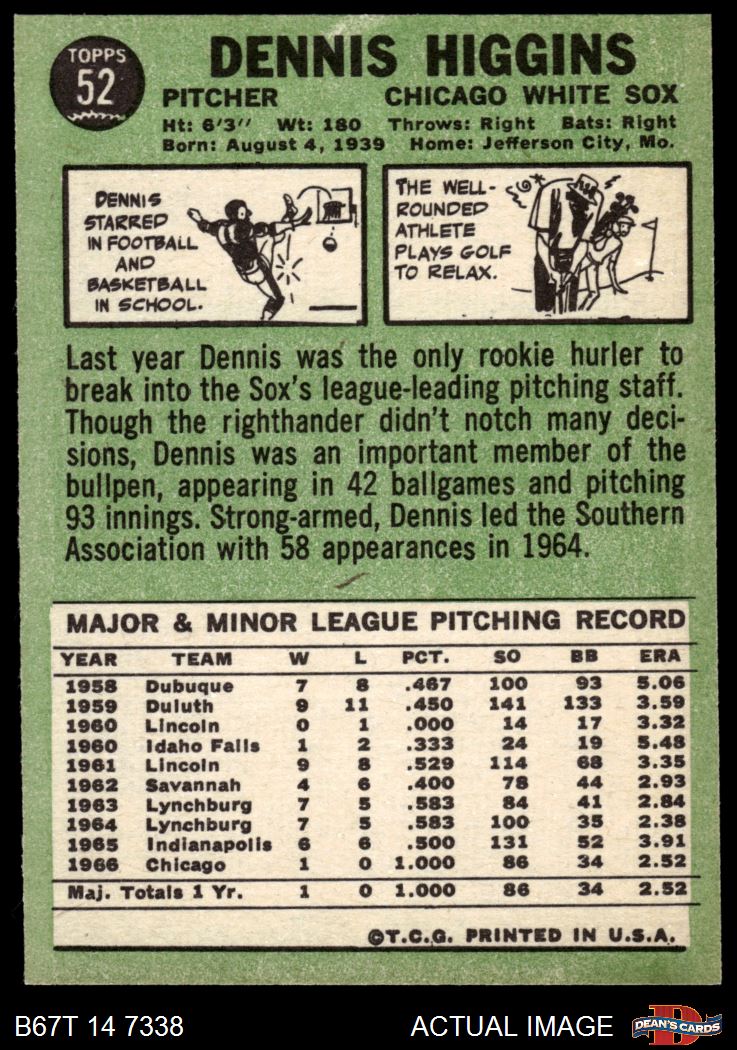 TOPPS
52
DENNIS HIGGINS
PITCHER CHICAGO WHITE SOX
Ht: 6'3" Wt: 180 Throws: Right Bats: Right
Born: August 4, 1939 Home: Jefferson City, Mo.
DENNIS
STARRED
IN FOOTBALL
AND
BASKETBALL
IN SCHOOL.
THE WELL-
ROUNDED
ATHLETE
PLAYS GOLF
TO RELAX.
Last year Dennis was the only rookie hurler to
break into the Sox's league-leading pitching staff.
Though the righthander didn't notch many deci-
sions, Dennis was an important member of the
bullpen, appearing in 42 ballgames and pitching
93 innings. Strong-armed, Dennis led the Southern
Association with 58 appearances in 1964.
MAJOR & MINOR LEAGUE PITCHING RECORD
YEAR TEAM W L PCT. SO BB ERA
1958 Dubuque 7 8 .467 100 93 5.06
1959 Duluth 9 11 .450 141 133 3.59
1960 Lincoln 0 1 .000 14 17 3.32
1960 Idaho Falls 1 2 .333 24 19 5.48
1961 Lincoln 9 8 .529 114 68 3.35
1962 Savannah 4 6 .400 78 44 2.93
1963 Lynchburg 7 5 .583 84 41 2.84
1964 Lynchburg 7 5 .583 100 35 2.38
1965 Indianapolis 6 6 .500 131 52 3.91
1966 Chicago 1 0 1.000 86 34 2.52
Maj. Totals 1 Yr. 1 0 1.000 86 34 2.52
©T.C.G. PRINTED IN U.S.A.
B67T 14 7338 ACTUAL IMAGE DEAN'S CARDS